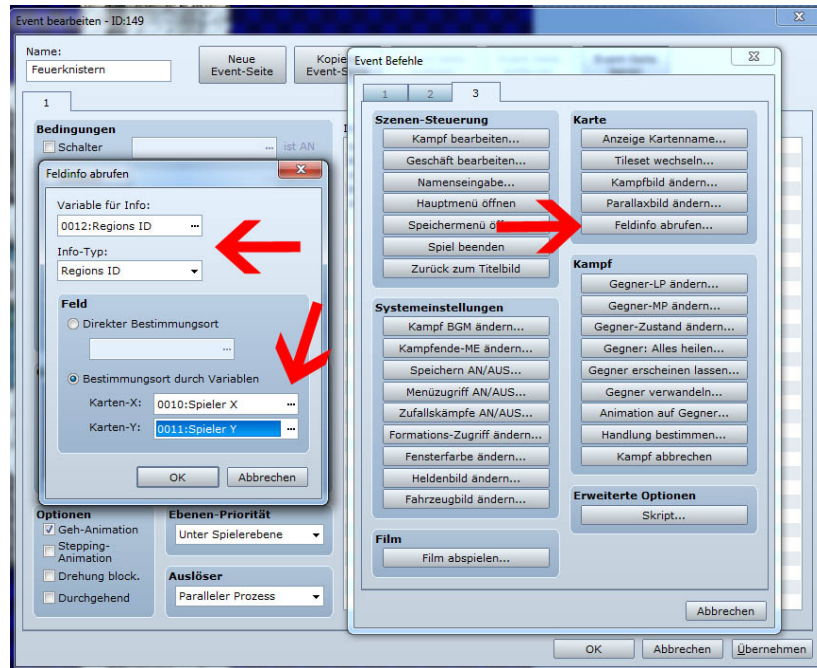 Event bearbeiten - ID:149
Name:
Feuerknistern
Neue
Event-Seite
Kopie
Event-S
1
Bedingungen
Schalter
... ist AN
Feldinfo abrufen
Variable für Info:
0012:Regions ID ...
Info-Typ:
Regions ID
Feld
Direkter Bestimmungsort
...
Bestimmungsort durch Variablen
Karten-X: 0010:Spieler X ...
Karten-Y: 0011:Spieler Y ...
OK Abbrechen
Optionen
Geh-Animation
Stepping-
Animation
Drehung block.
Durchgehend
Ebenen-Priorität
Unter Spielerebene
Auslöser
Paralleler Prozess
Event Befehle
1 2 3
Szenen-Steuerung
Kampf bearbeiten...
Geschäft bearbeiten...
Namenseingabe...
Hauptmenü öffnen
Speichermenü öff
Spiel beenden
Zurück zum Titelbild
Systemeinstellungen
Kampf BGM ändern...
Kampfende-ME ändern...
Speichern AN/AUS...
Menüzugriff AN/AUS...
Zufallskämpfe AN/AUS...
Formations-Zugriff ändern...
Fensterfarbe ändern...
Heldenbild ändern...
Fahrzeugbild ändern...
Film
Film abspielen...
Karte
Anzeige Kartenname...
Tileset wechseln...
Kampfbild ändern...
Parallaxbild ändern...
Feldinfo abrufen...
Kampf
Gegner-LP ändern...
Gegner-MP ändern...
Gegner-Zustand ändern...
Gegner: Alles heilen...
Gegner erscheinen lassen...
Gegner verwandeln...
Animation auf Gegner...
Handlung bestimmen...
Kampf abbrechen
Erweiterte Optionen
Skript...
Abbrechen
OK Abbrechen Übernehmen